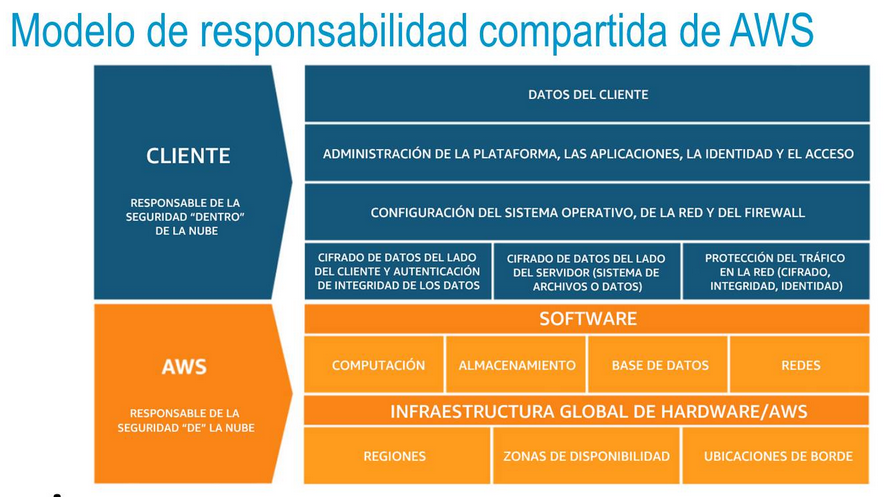 Modelo de responsabilidad compartida de AWS
CLIENTE
RESPONSABLE DE LA
SEGURIDAD “DENTRO”
DE LA NUBE
DATOS DEL CLIENTE
ADMINISTRACIÓN DE LA PLATAFORMA, LAS APLICACIONES, LA IDENTIDAD Y EL ACCESO
CONFIGURACIÓN DEL SISTEMA OPERATIVO, DE LA RED Y DEL FIREWALL
CIFRADO DE DATOS DEL LADO
DEL CLIENTE Y AUTENTICACIÓN
DE INTEGRIDAD DE LOS DATOS
CIFRADO DE DATOS DEL LADO
DEL SERVIDOR (SISTEMA DE
ARCHIVOS O DATOS)
PROTECCIÓN DEL TRÁFICO
EN LA RED (CIFRADO,
INTEGRIDAD, IDENTIDAD)
AWS
RESPONSABLE DE LA
SEGURIDAD “DE” LA NUBE
SOFTWARE
COMPUTACIÓN
ALMACENAMIENTO
BASE DE DATOS
REDES
INFRAESTRUCTURA GLOBAL DE HARDWARE/AWS
REGIONES
ZONAS DE DISPONIBILIDAD
UBICACIONES DE BORDE